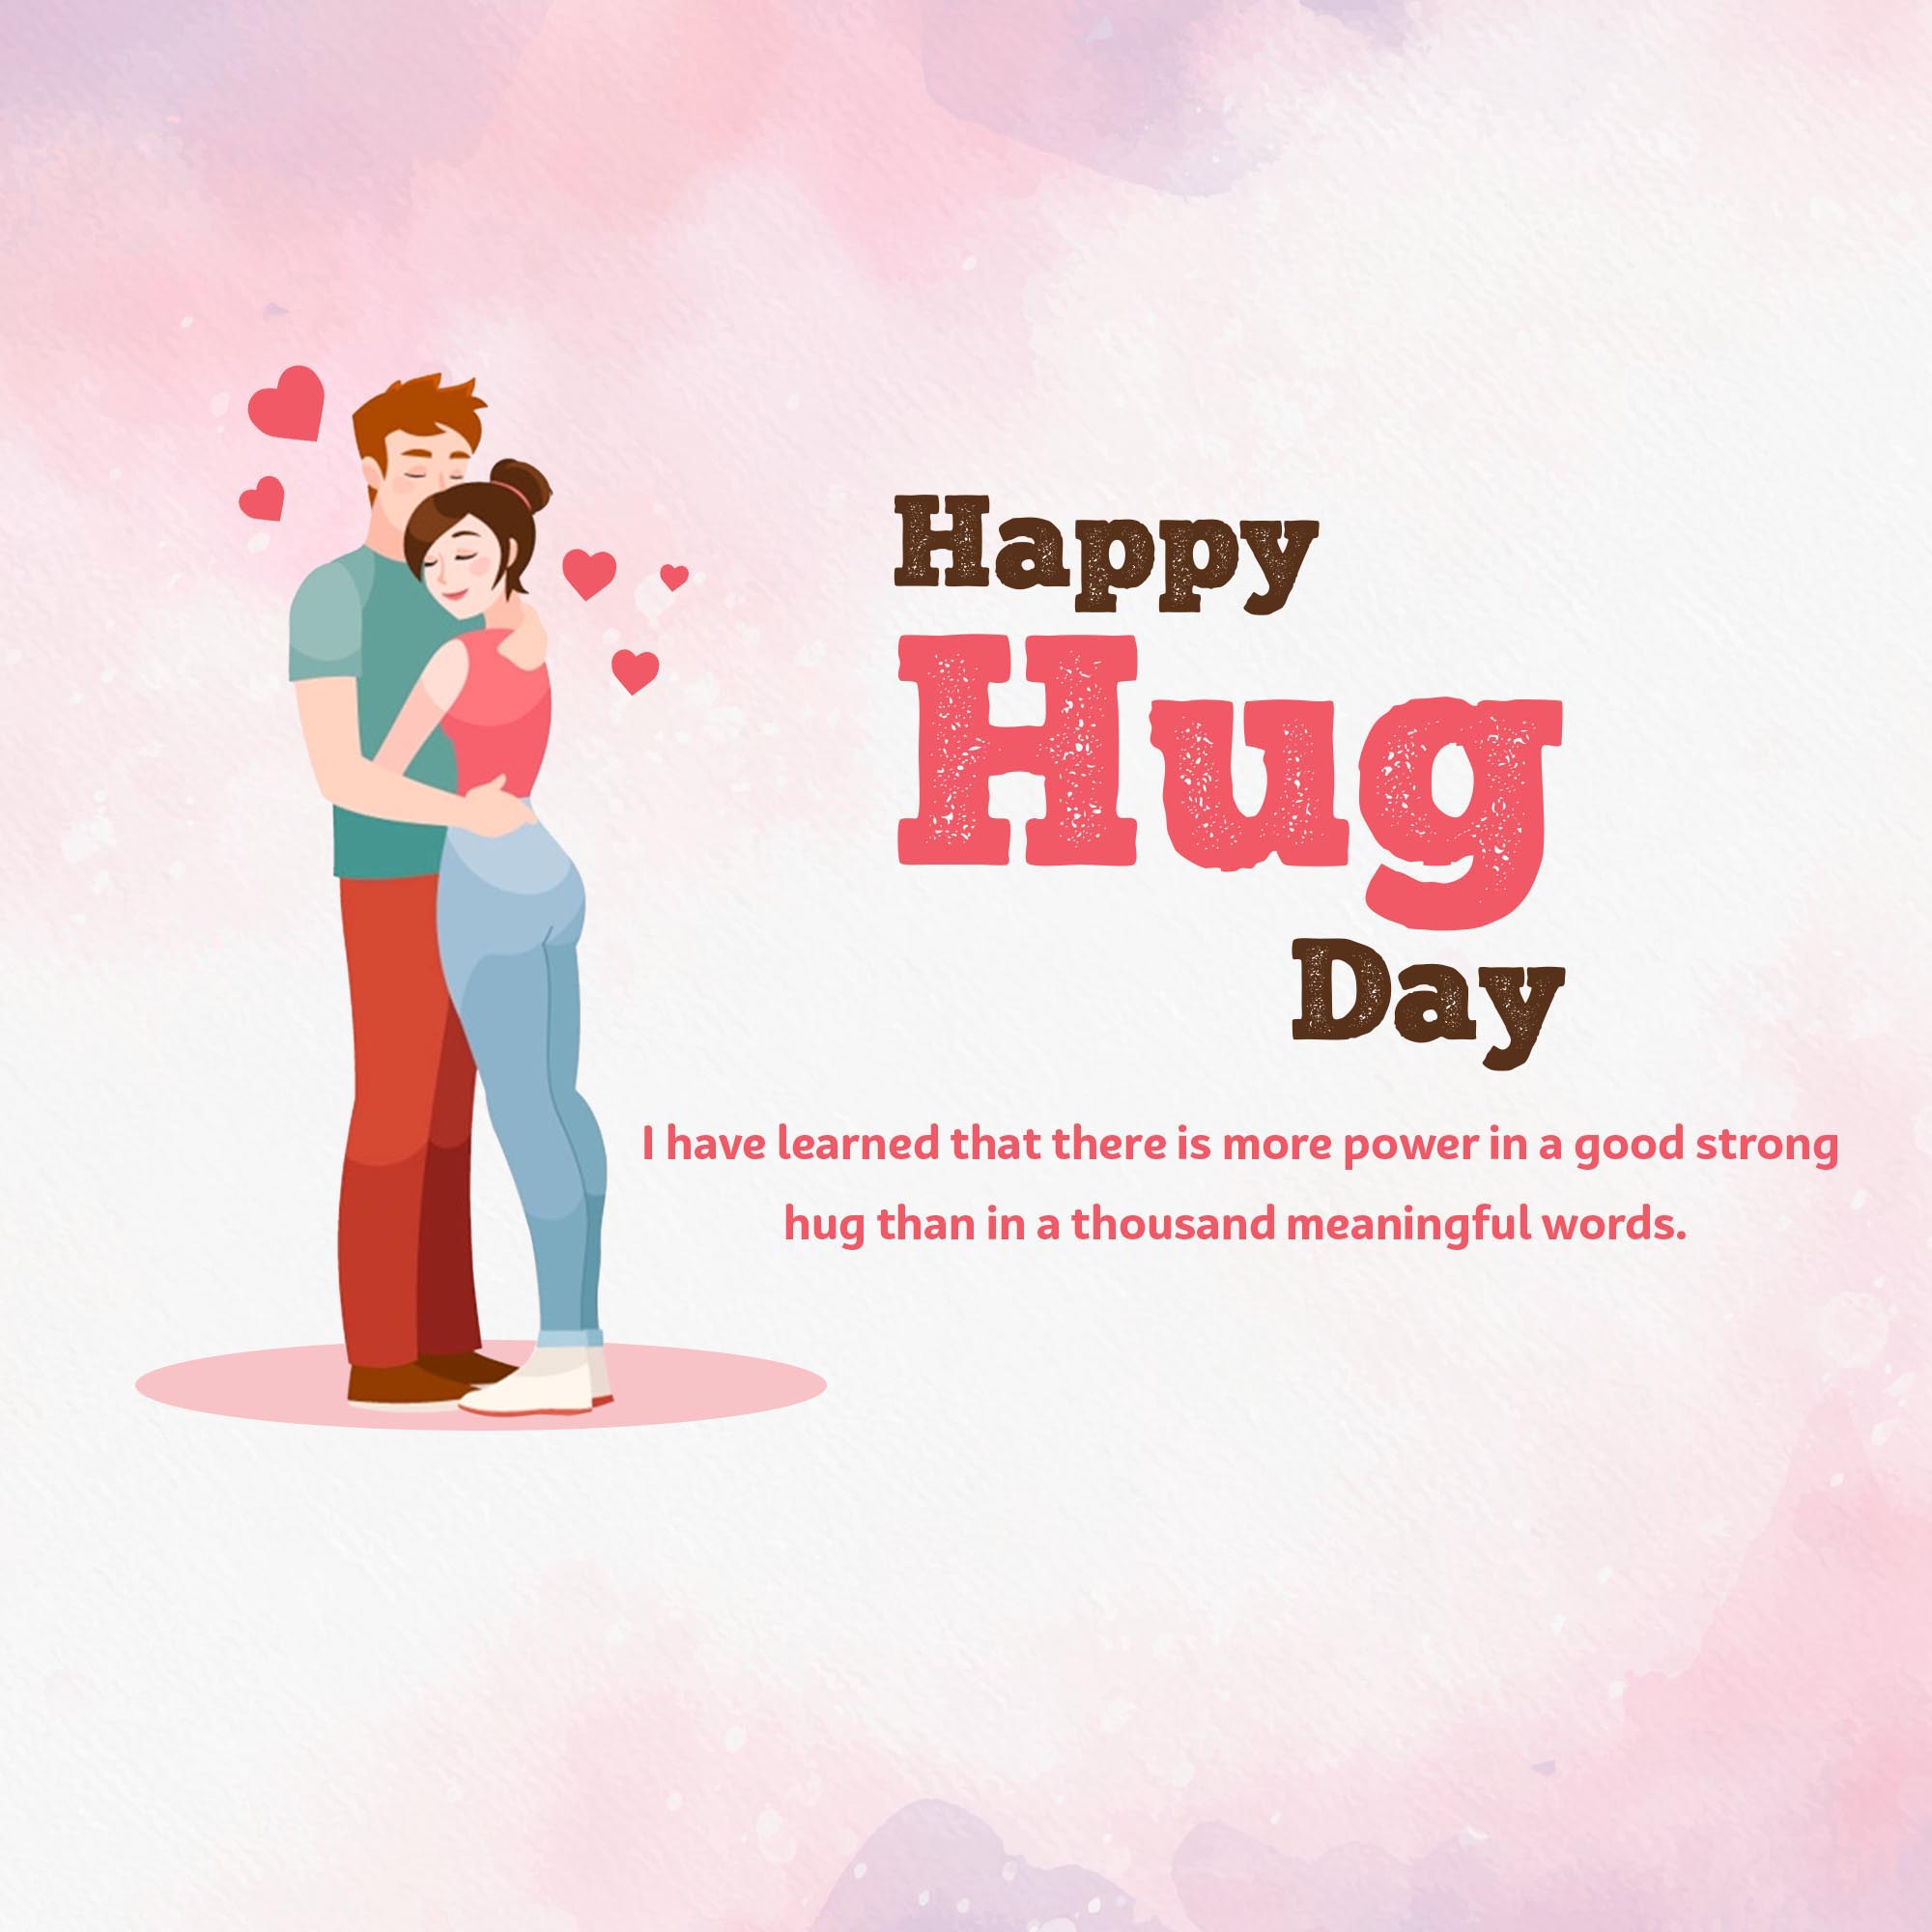 Happy
Hug
Day
I have learned that there is more power in a good strong
hug than in a thousand meaningful words.